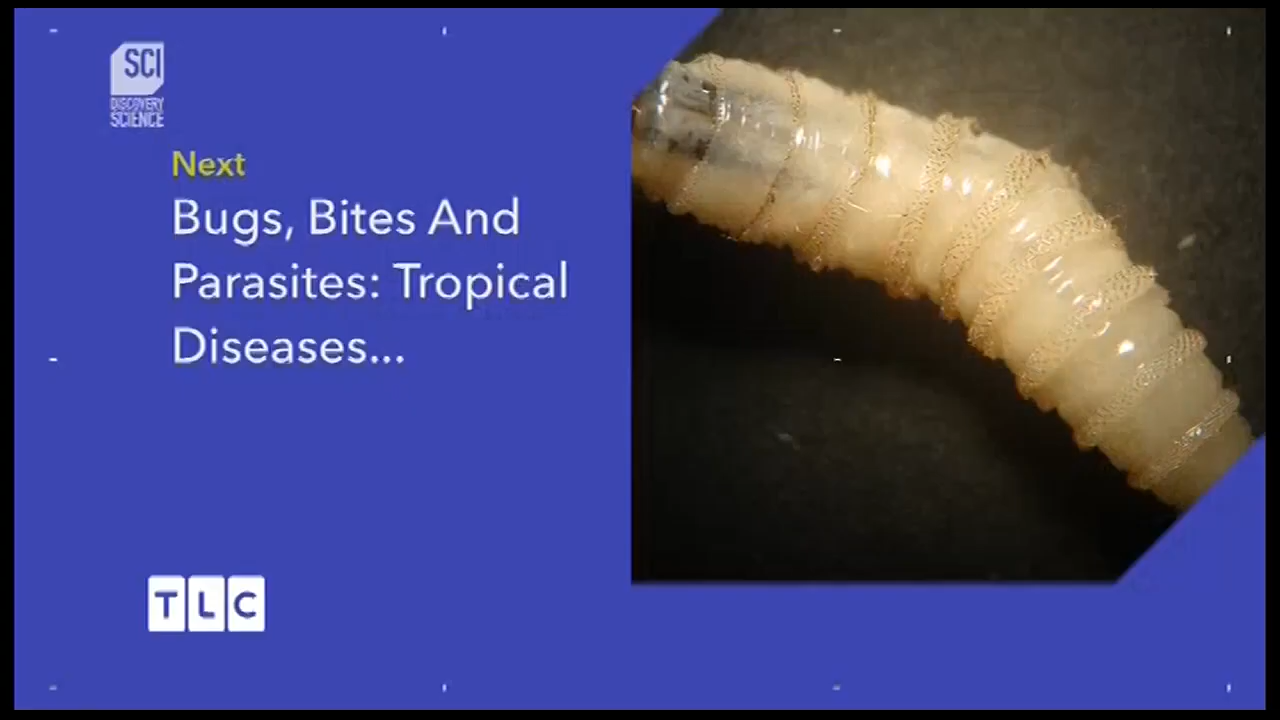 SCI
DISCOVERY
SCIENCE
Next
Bugs, Bites And
Parasites: Tropical
Diseases...
TLC